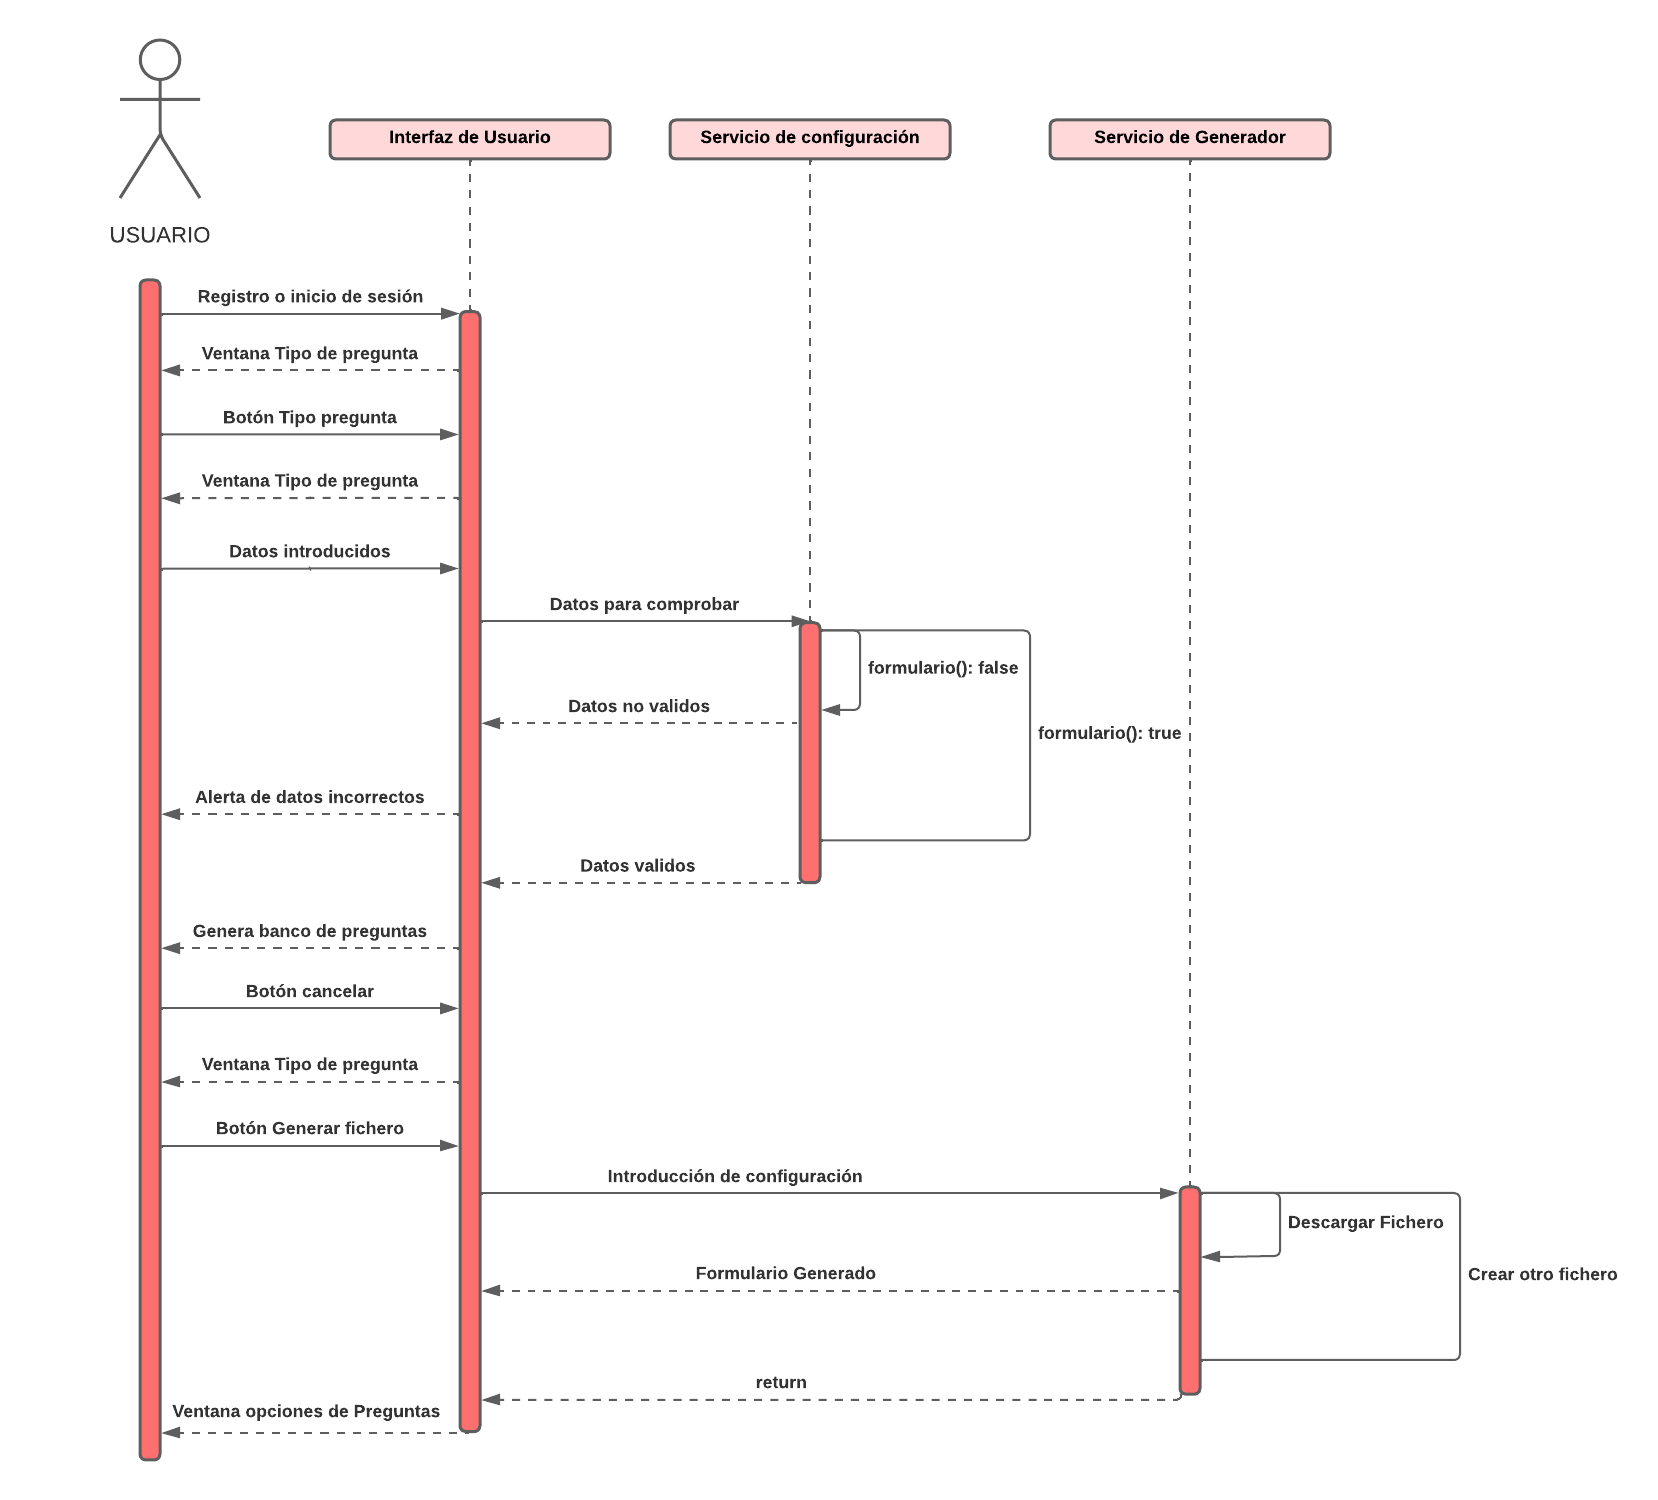 Interfaz de Usuario
Servicio de configuración
Servicio de Generador
USUARIO
Registro o inicio de sesión
Ventana Tipo de pregunta
Botón Tipo pregunta
Ventana Tipo de pregunta
Datos introducidos
Datos para comprobar
formulario(): false
Datos no validos
formulario(): true
Alerta de datos incorrectos
Datos validos
Genera banco de preguntas
Botón cancelar
Ventana Tipo de pregunta
Botón Generar fichero
Introducción de configuración
Descargar Fichero
Formulario Generado
Crear otro fichero
return
Ventana opciones de Preguntas